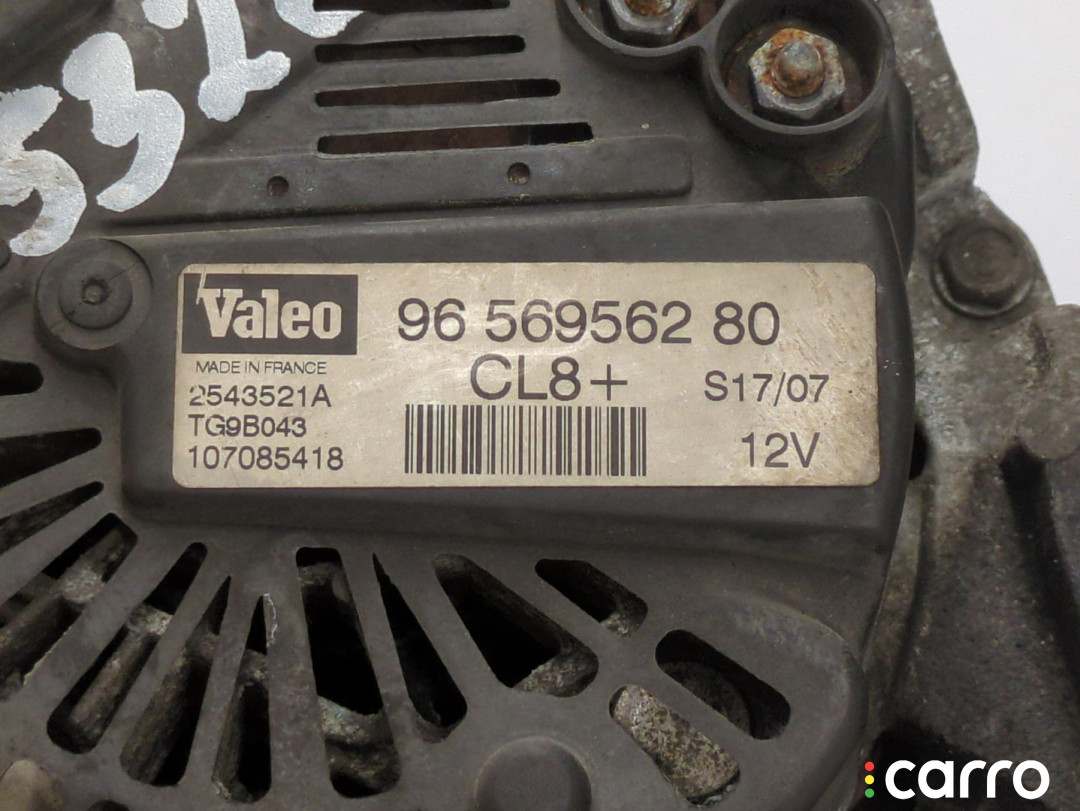 Valeo
96 569562 80
MADE IN FRANCE
CL8+
S17/07
2543521A
TG9B043
107085418
12V
carro